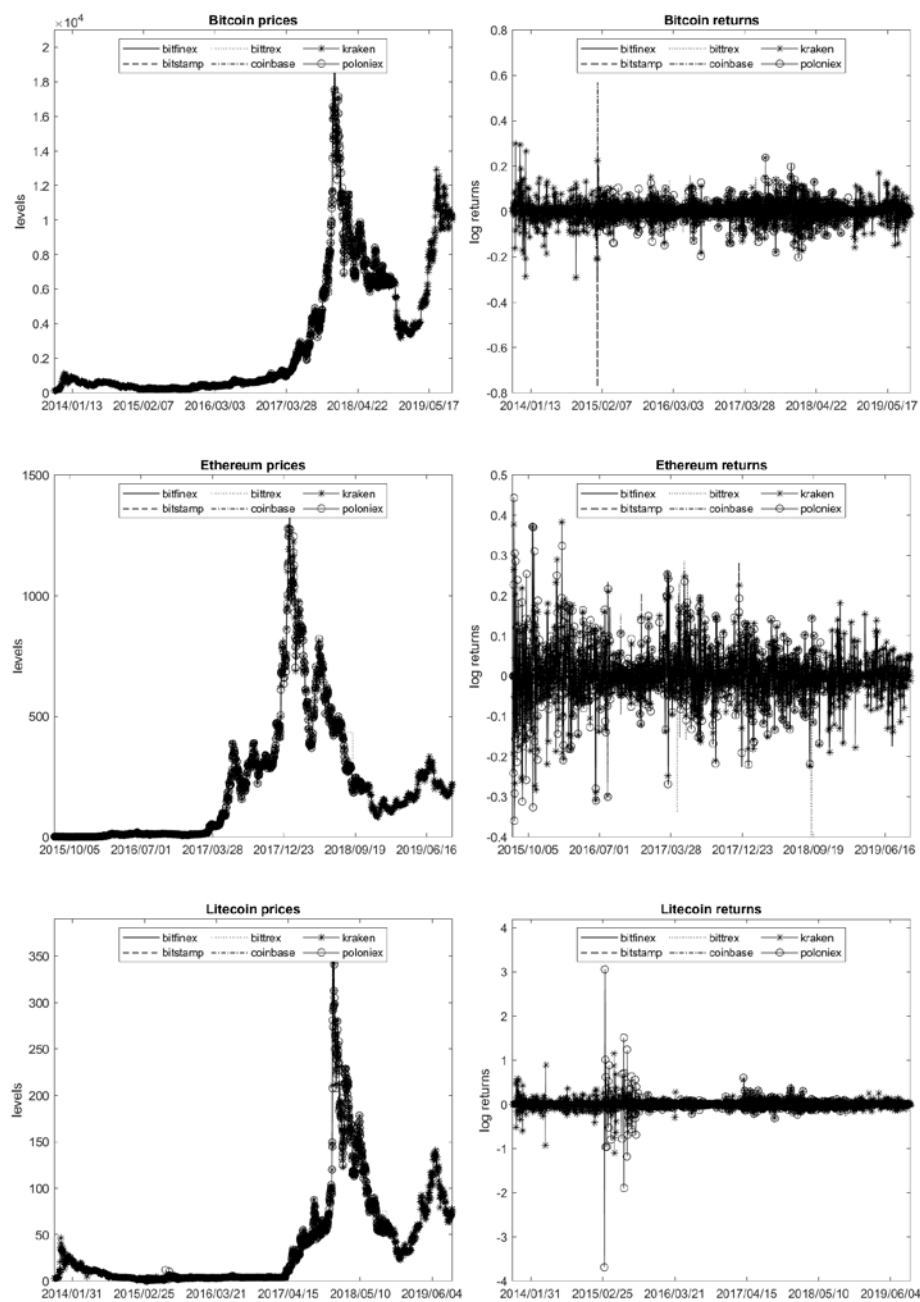 Bitcoin prices
×10⁴
bitfinex bittrex kraken
bitstamp coinbase poloniex
levels
2
1.8
1.6
1.4
1.2
1
0.8
0.6
0.4
0.2
0
2014/01/13 2015/02/07 2016/03/03 2017/03/28 2018/04/22 2019/05/17
Bitcoin returns
bitfinex bittrex kraken
bitstamp coinbase poloniex
log returns
0.8
0.6
0.4
0.2
0
-0.2
-0.4
-0.6
-0.8
2014/01/13 2015/02/07 2016/03/03 2017/03/28 2018/04/22 2019/05/17
Ethereum prices
bitfinex bittrex kraken
bitstamp coinbase poloniex
levels
1500
1000
500
0
2015/10/05 2016/07/01 2017/03/28 2017/12/23 2018/09/19 2019/06/16
Ethereum returns
bitfinex bittrex kraken
bitstamp coinbase poloniex
log returns
0.5
0.4
0.3
0.2
0.1
0
-0.1
-0.2
-0.3
-0.4
2015/10/05 2016/07/01 2017/03/28 2017/12/23 2018/09/19 2019/06/16
Litecoin prices
bitfinex bittrex kraken
bitstamp coinbase poloniex
levels
350
300
250
200
150
100
50
0
2014/01/31 2015/02/25 2016/03/21 2017/04/15 2018/05/10 2019/06/04
Litecoin returns
bitfinex bittrex kraken
bitstamp coinbase poloniex
log returns
4
3
2
1
0
-1
-2
-3
-4
2014/01/31 2015/02/25 2016/03/21 2017/04/15 2018/05/10 2019/06/04